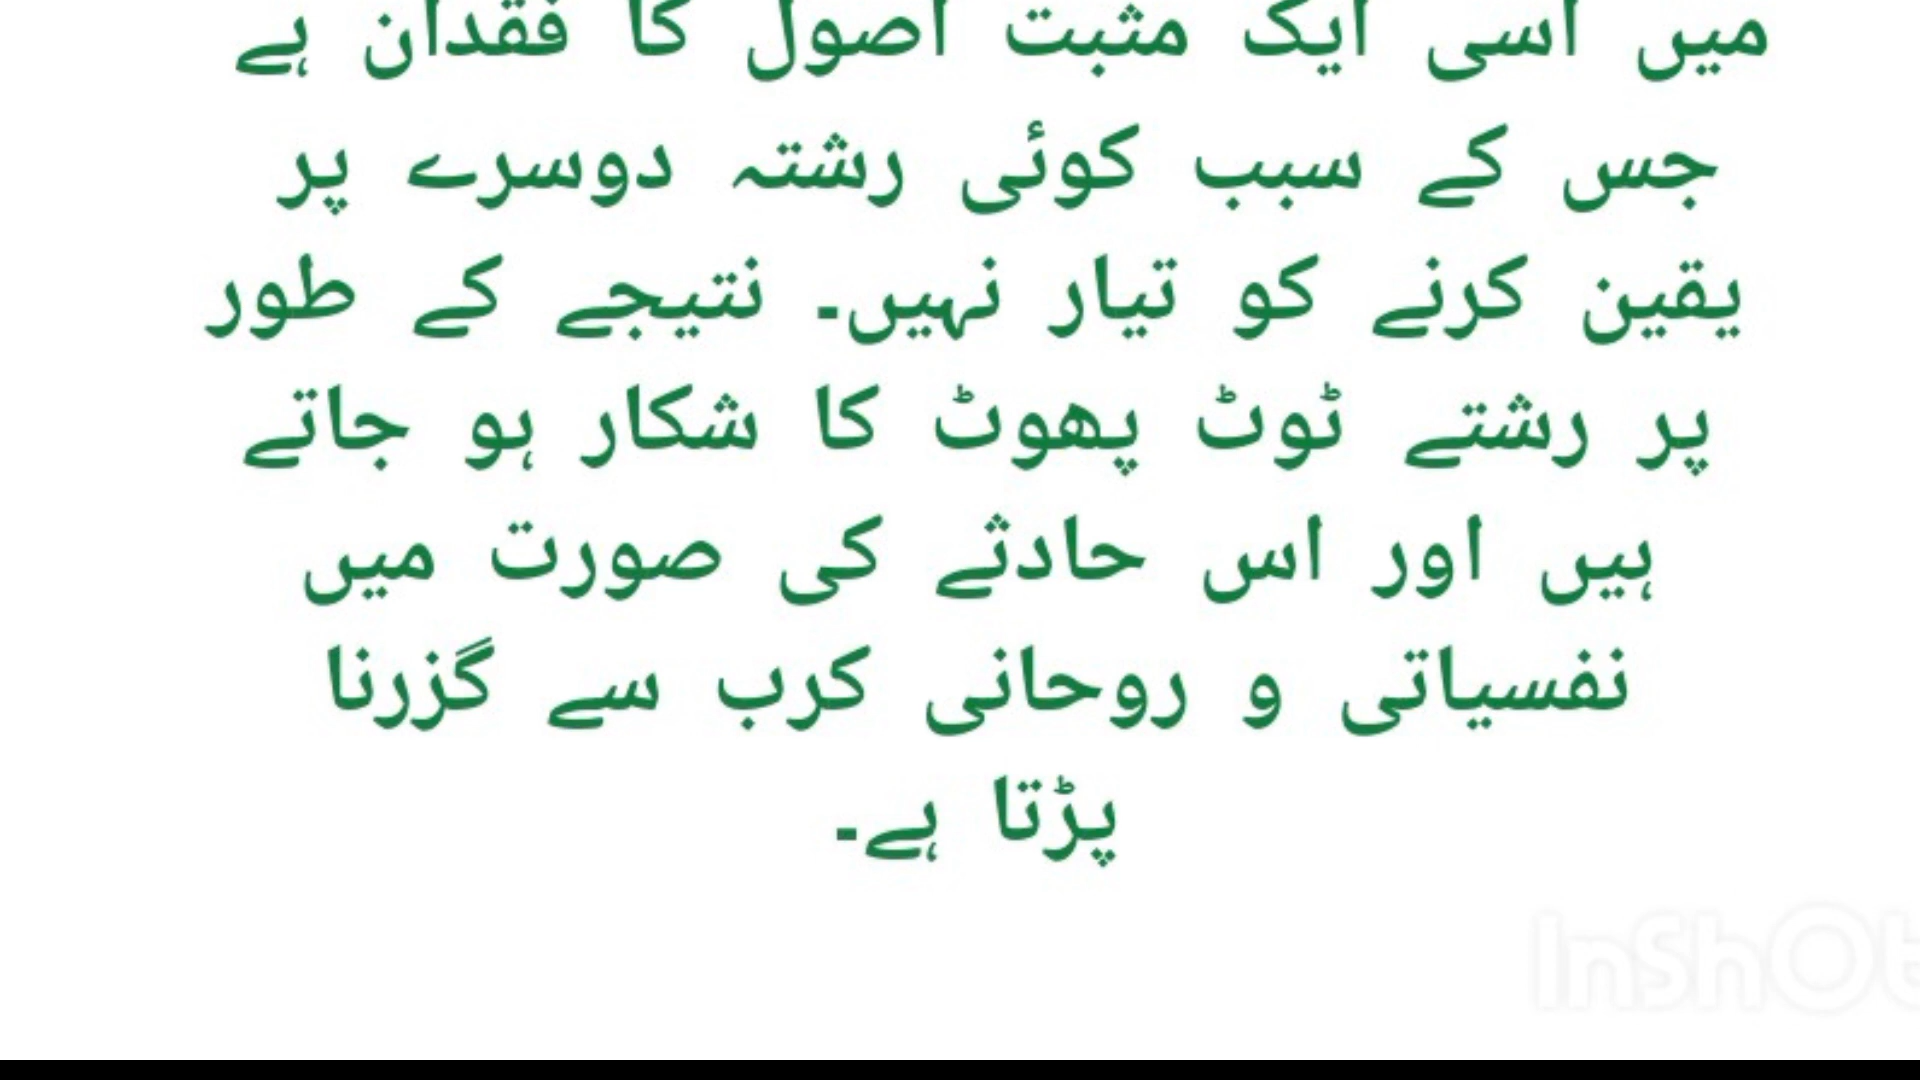 میں اسی ایک مثبت اصول کا فقدان ہے
جس کے سبب کوئی رشتہ دوسرے پر
یقین کرنے کو تیار نہیں۔ نتیجے کے طور
پر رشتے ٹوٹ پھوٹ کا شکار ہو جاتے
ہیں اور اس حادثے کی صورت میں
نفسیاتی و روحانی کرب سے گزرنا
پڑتا ہے۔
InShOt